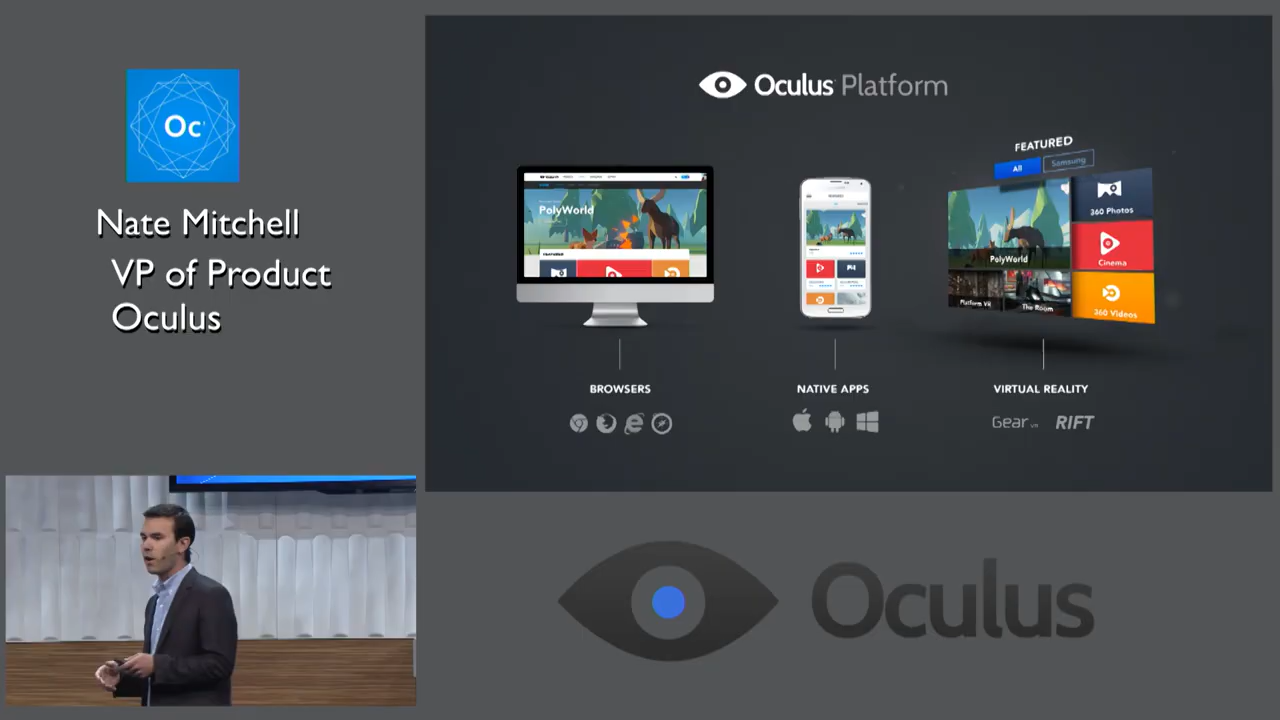 Oc
Nate Mitchell
VP of Product
Oculus
Oculus Platform
PolyWorld
FEATURED
FEATURED
All
Samsung
PolyWorld
360 Photos
Cinema
Platform VR
The Room
360 Videos
BROWSERS
NATIVE APPS
VIRTUAL REALITY
Gear VR
RIFT
Oculus